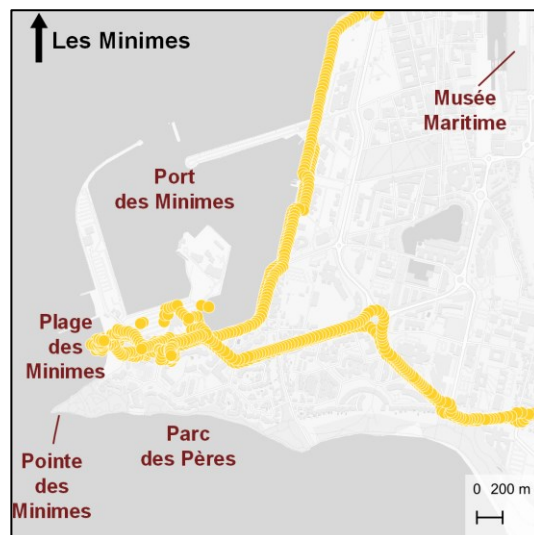 Les Minimes
Musée
Maritime
Port
des Minimes
Plage
des
Minimes
Parc
des Pères
Pointe
des
Minimes
0 200 m